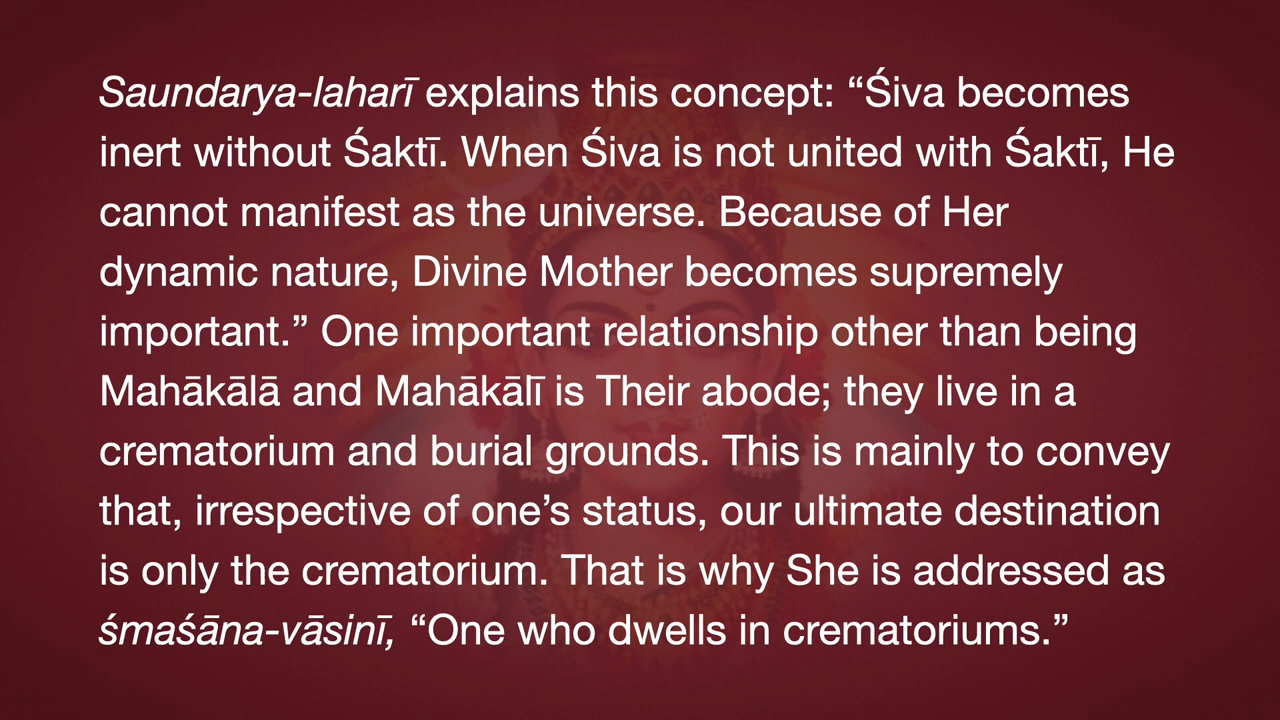 Saundarya-laharī explains this concept: “Śiva becomes
inert without Śaktī. When Śiva is not united with Śaktī, He
cannot manifest as the universe. Because of Her
dynamic nature, Divine Mother becomes supremely
important.” One important relationship other than being
Mahākālā and Mahākālī is Their abode; they live in a
crematorium and burial grounds. This is mainly to convey
that, irrespective of one’s status, our ultimate destination
is only the crematorium. That is why She is addressed as
śmaśāna-vāsinī, “One who dwells in crematoriums.”